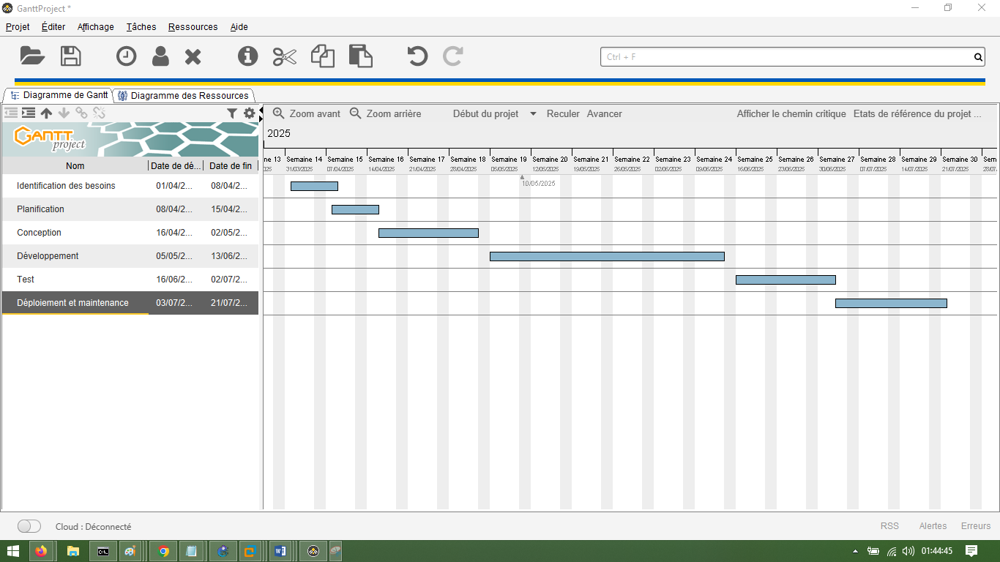 GanttProject *
Projet Éditer Affichage Tâches Ressources Aide
Ctrl + F
Diagramme de Gantt Diagramme des Ressources
Zoom avant Zoom arrière Début du projet Reculer Avancer Afficher le chemin critique Etats de référence du projet ...
GANTT project
2025
ne 13 Semaine 14 Semaine 15 Semaine 16 Semaine 17 Semaine 18 Semaine 19 Semaine 20 Semaine 21 Semaine 22 Semaine 23 Semaine 24 Semaine 25 Semaine 26 Semaine 27 Semaine 28 Semaine 29 Semaine 30 Sem
025 31/03/2025 07/04/2025 14/04/2025 21/04/2025 28/04/2025 05/05/2025 12/05/2025 19/05/2025 26/05/2025 02/06/2025 09/06/2025 16/06/2025 23/06/2025 30/06/2025 07/07/2025 14/07/2025 21/07/2025 28/07/
Nom Date de dé... Date de fin
10/05/2025
Identification des besoins 01/04/2... 08/04/2...
Planification 08/04/2... 15/04/2...
Conception 16/04/2... 02/05/2...
Développement 05/05/2... 13/06/2...
Test 16/06/2... 02/07/2...
Déploiement et maintenance 03/07/2... 21/07/2...
Cloud : Déconnecté RSS Alertes Erreurs
01:44:45